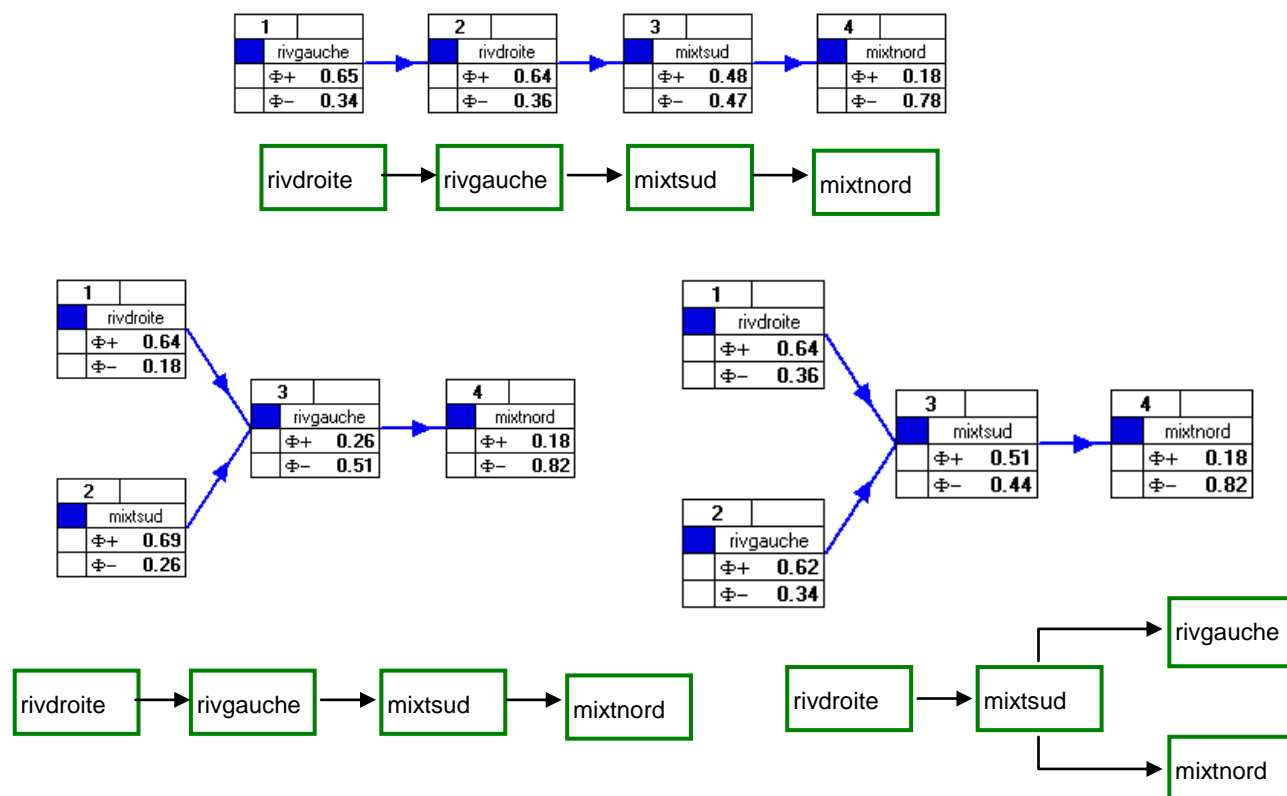 1
rivgauche
Φ+ 0.65
Φ− 0.34
2
rivdroite
Φ+ 0.64
Φ− 0.36
3
mixtsud
Φ+ 0.48
Φ− 0.47
4
mixtnord
Φ+ 0.18
Φ− 0.78
rivdroite
rivgauche
mixtsud
mixtnord
1
rivdroite
Φ+ 0.64
Φ− 0.18
2
mixtsud
Φ+ 0.69
Φ− 0.26
3
rivgauche
Φ+ 0.26
Φ− 0.51
4
mixtnord
Φ+ 0.18
Φ− 0.82
1
rivdroite
Φ+ 0.64
Φ− 0.36
2
rivgauche
Φ+ 0.62
Φ− 0.34
3
mixtsud
Φ+ 0.51
Φ− 0.44
4
mixtnord
Φ+ 0.18
Φ− 0.82
rivdroite
rivgauche
mixtsud
mixtnord
rivdroite
mixtsud
rivgauche
mixtnord